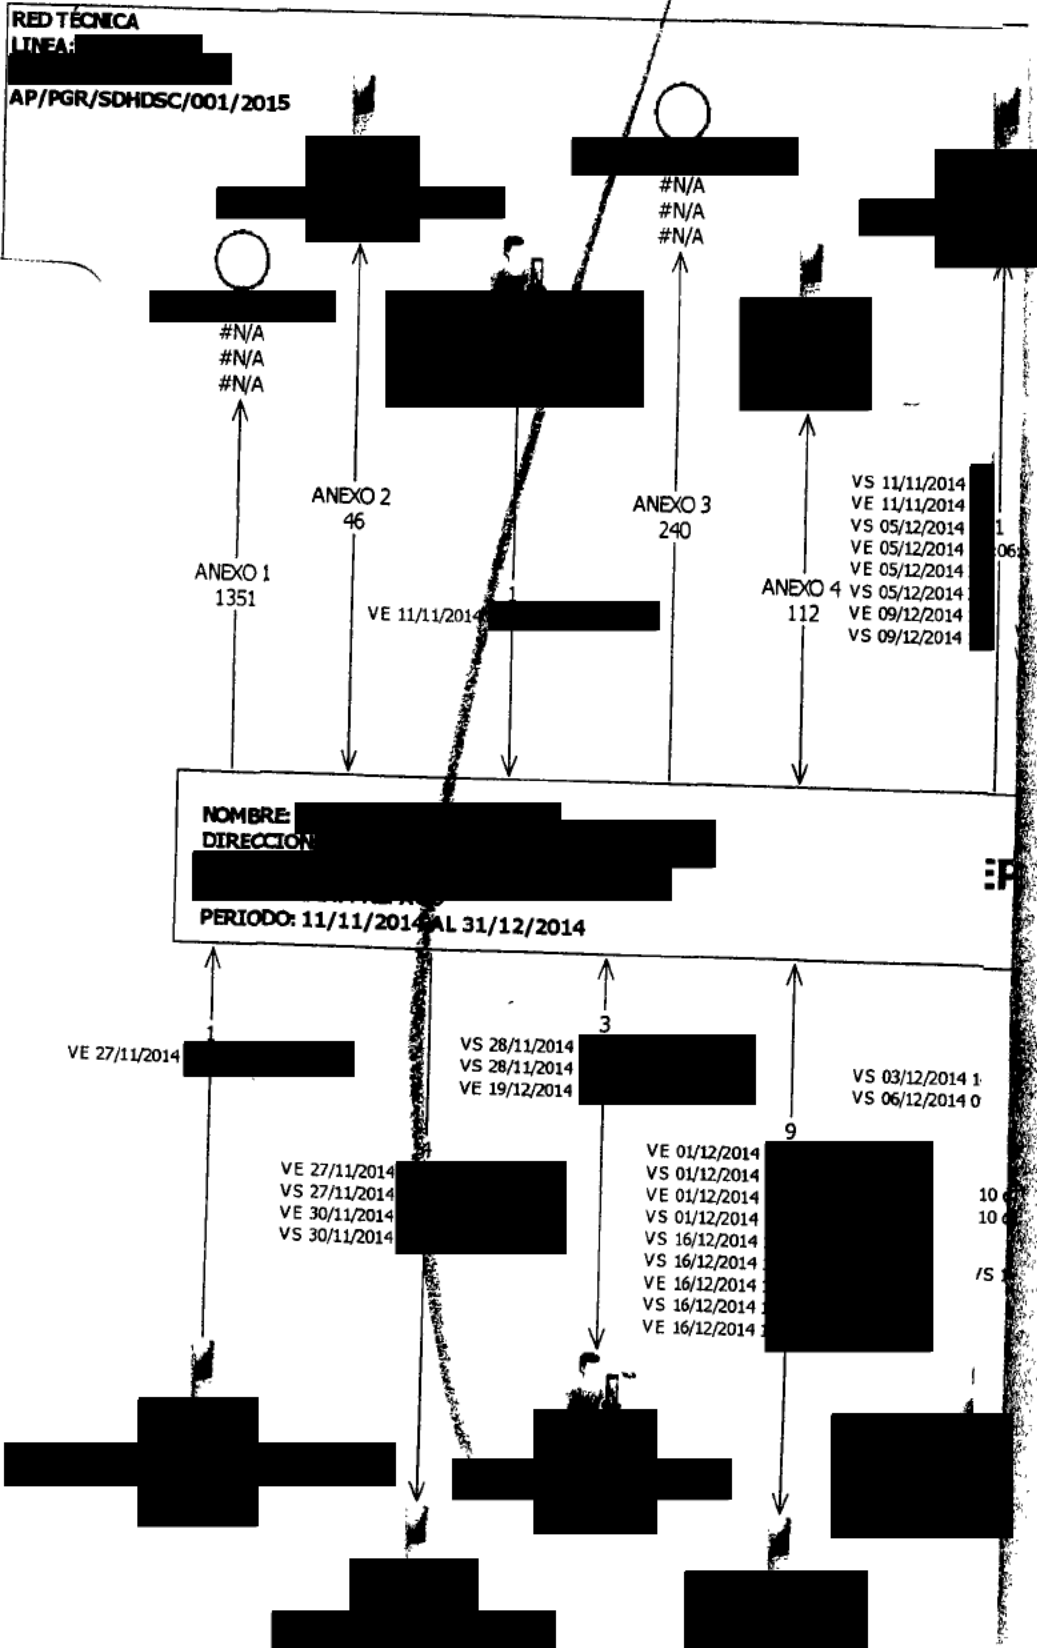 RED TÉCNICA
LINEA:
AP/PGR/SDHDSC/001/2015
#N/A
#N/A
#N/A
#N/A
#N/A
#N/A
ANEXO 2
46
ANEXO 3
240
VS 11/11/2014
VE 11/11/2014
VS 05/12/2014
VE 05/12/2014
VE 05/12/2014
VS 05/12/2014
VE 09/12/2014
VS 09/12/2014
1
06:
ANEXO 1
1351
ANEXO 4
112
VE 11/11/2014
NOMBRE:
DIRECCION
PERIODO: 11/11/2014 AL 31/12/2014
1
VE 27/11/2014
3
VS 28/11/2014
VS 28/11/2014
VE 19/12/2014
VS 03/12/2014 1
VS 06/12/2014 0
4
VE 27/11/2014
VS 27/11/2014
VE 30/11/2014
VS 30/11/2014
9
VE 01/12/2014
VS 01/12/2014
VE 01/12/2014
VS 01/12/2014
VS 16/12/2014
VS 16/12/2014
VE 16/12/2014
VS 16/12/2014
VE 16/12/2014
10
10